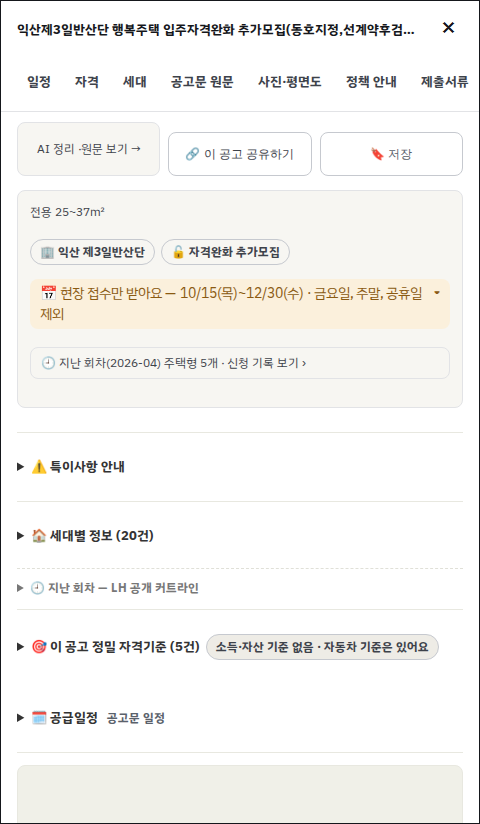 익산제3일반산단 행복주택 입주자격완화 추가모집(동호지정,선계약후검... ✕
일정 자격 세대 공고문 원문 사진·평면도 정책 안내 제출서류
AI 정리 ·원문 보기 →
🔗 이 공고 공유하기
🔖 저장
전용 25~37m²
🏢 익산 제3일반산단 🔓 자격완화 추가모집
📅 현장 접수만 받아요 — 10/15(목)~12/30(수) · 금요일, 주말, 공휴일
제외
🕘 지난 회차(2026-04) 주택형 5개 · 신청 기록 보기 ›
▶ ⚠️ 특이사항 안내
▶ 🏠 세대별 정보 (20건)
▶ 🕘 지난 회차 — LH 공개 커트라인
▶ 🎯 이 공고 정밀 자격기준 (5건) 소득·자산 기준 없음 · 자동차 기준은 있어요
▶ 🗓️ 공급일정 공고문 일정